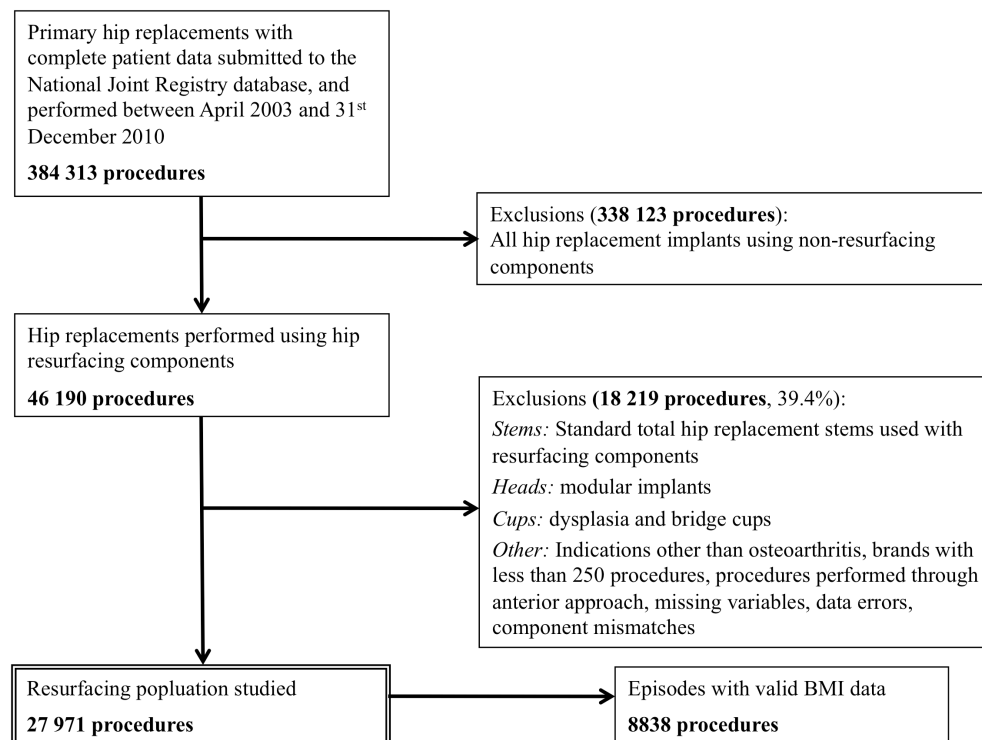 Primary hip replacements with
complete patient data submitted to the
National Joint Registry database, and
performed between April 2003 and 31st
December 2010
384 313 procedures
Exclusions (338 123 procedures):
All hip replacement implants using non-resurfacing
components
Hip replacements performed using hip
resurfacing components
46 190 procedures
Exclusions (18 219 procedures, 39.4%):
Stems: Standard total hip replacement stems used with
resurfacing components
Heads: modular implants
Cups: dysplasia and bridge cups
Other: Indications other than osteoarthritis, brands with
less than 250 procedures, procedures performed through
anterior approach, missing variables, data errors,
component mismatches
Resurfacing popluation studied
27 971 procedures
Episodes with valid BMI data
8838 procedures